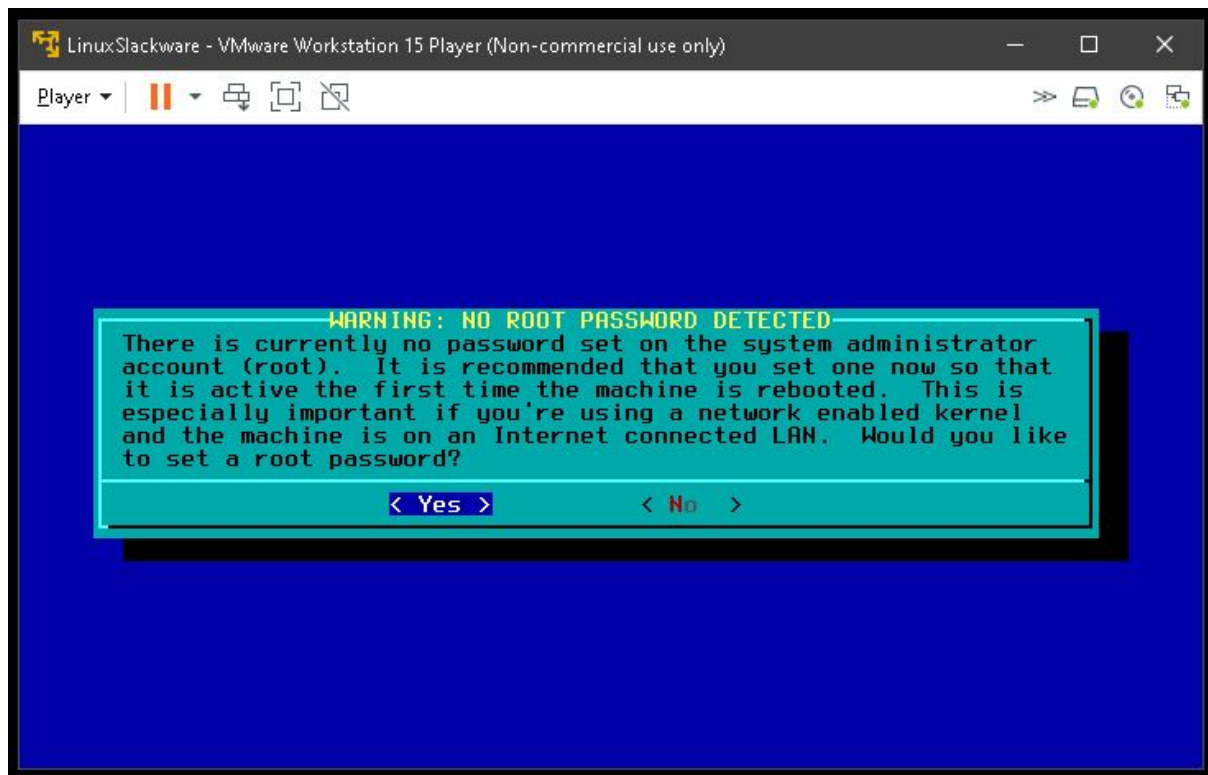 LinuxSlackware - VMware Workstation 15 Player (Non-commercial use only)
Player
WARNING: NO ROOT PASSWORD DETECTED
There is currently no password set on the system administrator
account (root).  It is recommended that you set one now so that
it is active the first time the machine is rebooted.  This is
especially important if you're using a network enabled kernel
and the machine is on an Internet connected LAN.  Would you like
to set a root password?
< Yes > < No >